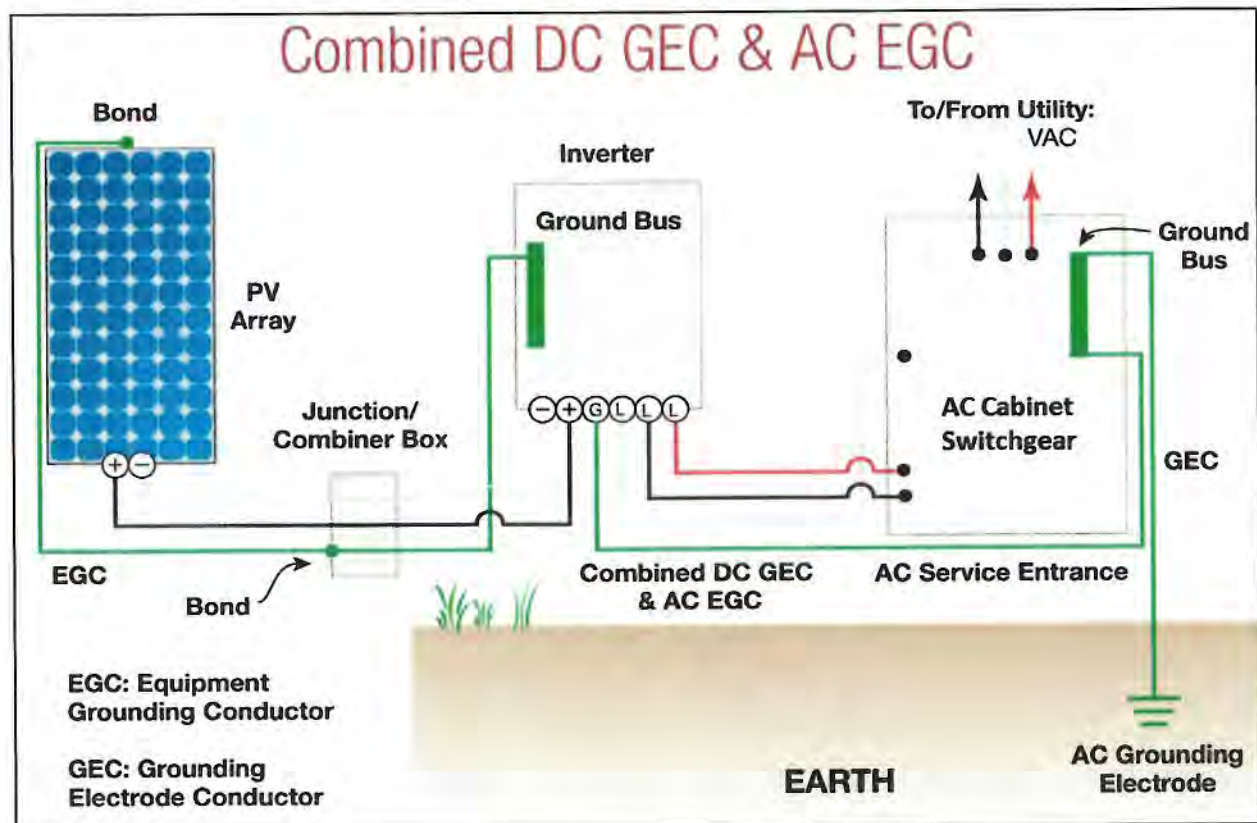 Combined DC GEC & AC EGC
Bond
To/From Utility:
VAC
Inverter
Ground Bus
Ground
Bus
PV
Array
Junction/
Combiner Box
− + G L L L
AC Cabinet
Switchgear
GEC
+ −
EGC
Bond
Combined DC GEC
& AC EGC
AC Service Entrance
EGC: Equipment
Grounding Conductor
GEC: Grounding
Electrode Conductor
EARTH
AC Grounding
Electrode